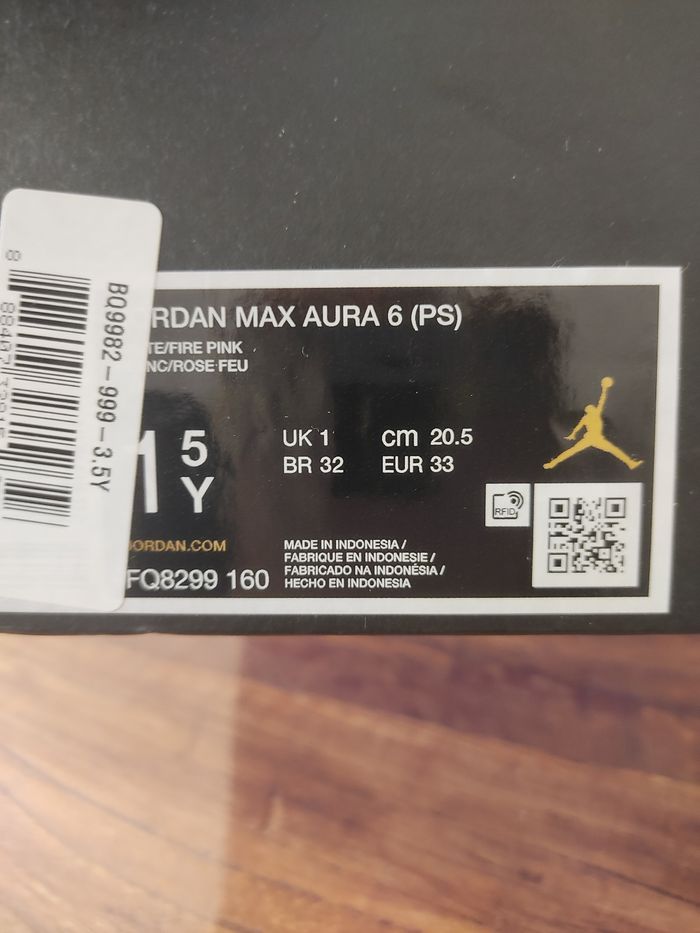 BQ9982-999-3.5Y
RDAN MAX AURA 6 (PS)
TE/FIRE PINK
NC/ROSE FEU
1 5 Y
UK 1
BR 32
cm 20.5
EUR 33
RFID
JORDAN.COM
FQ8299 160
MADE IN INDONESIA /
FABRIQUE EN INDONESIE /
FABRICADO NA INDONÉSIA /
HECHO EN INDONESIA